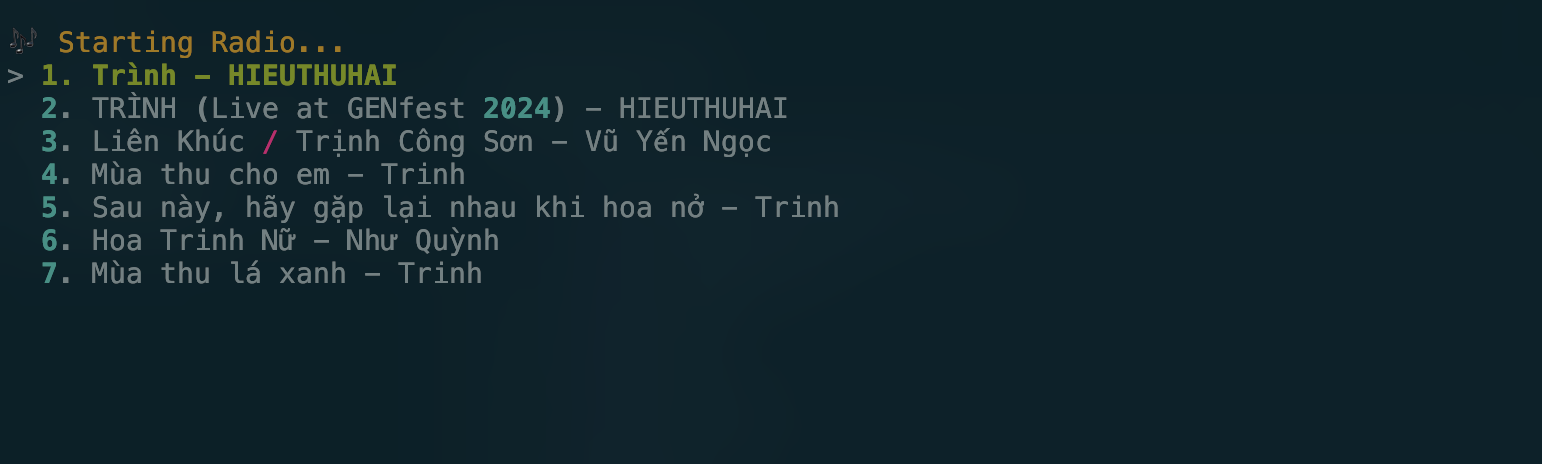 🎶 Starting Radio...
> 1. Trình - HIEUTHUHAI
2. TRÌNH (Live at GENfest 2024) - HIEUTHUHAI
3. Liên Khúc / Trịnh Công Sơn - Vũ Yến Ngọc
4. Mùa thu cho em - Trinh
5. Sau này, hãy gặp lại nhau khi hoa nở - Trinh
6. Hoa Trinh Nữ - Như Quỳnh
7. Mùa thu lá xanh - Trinh